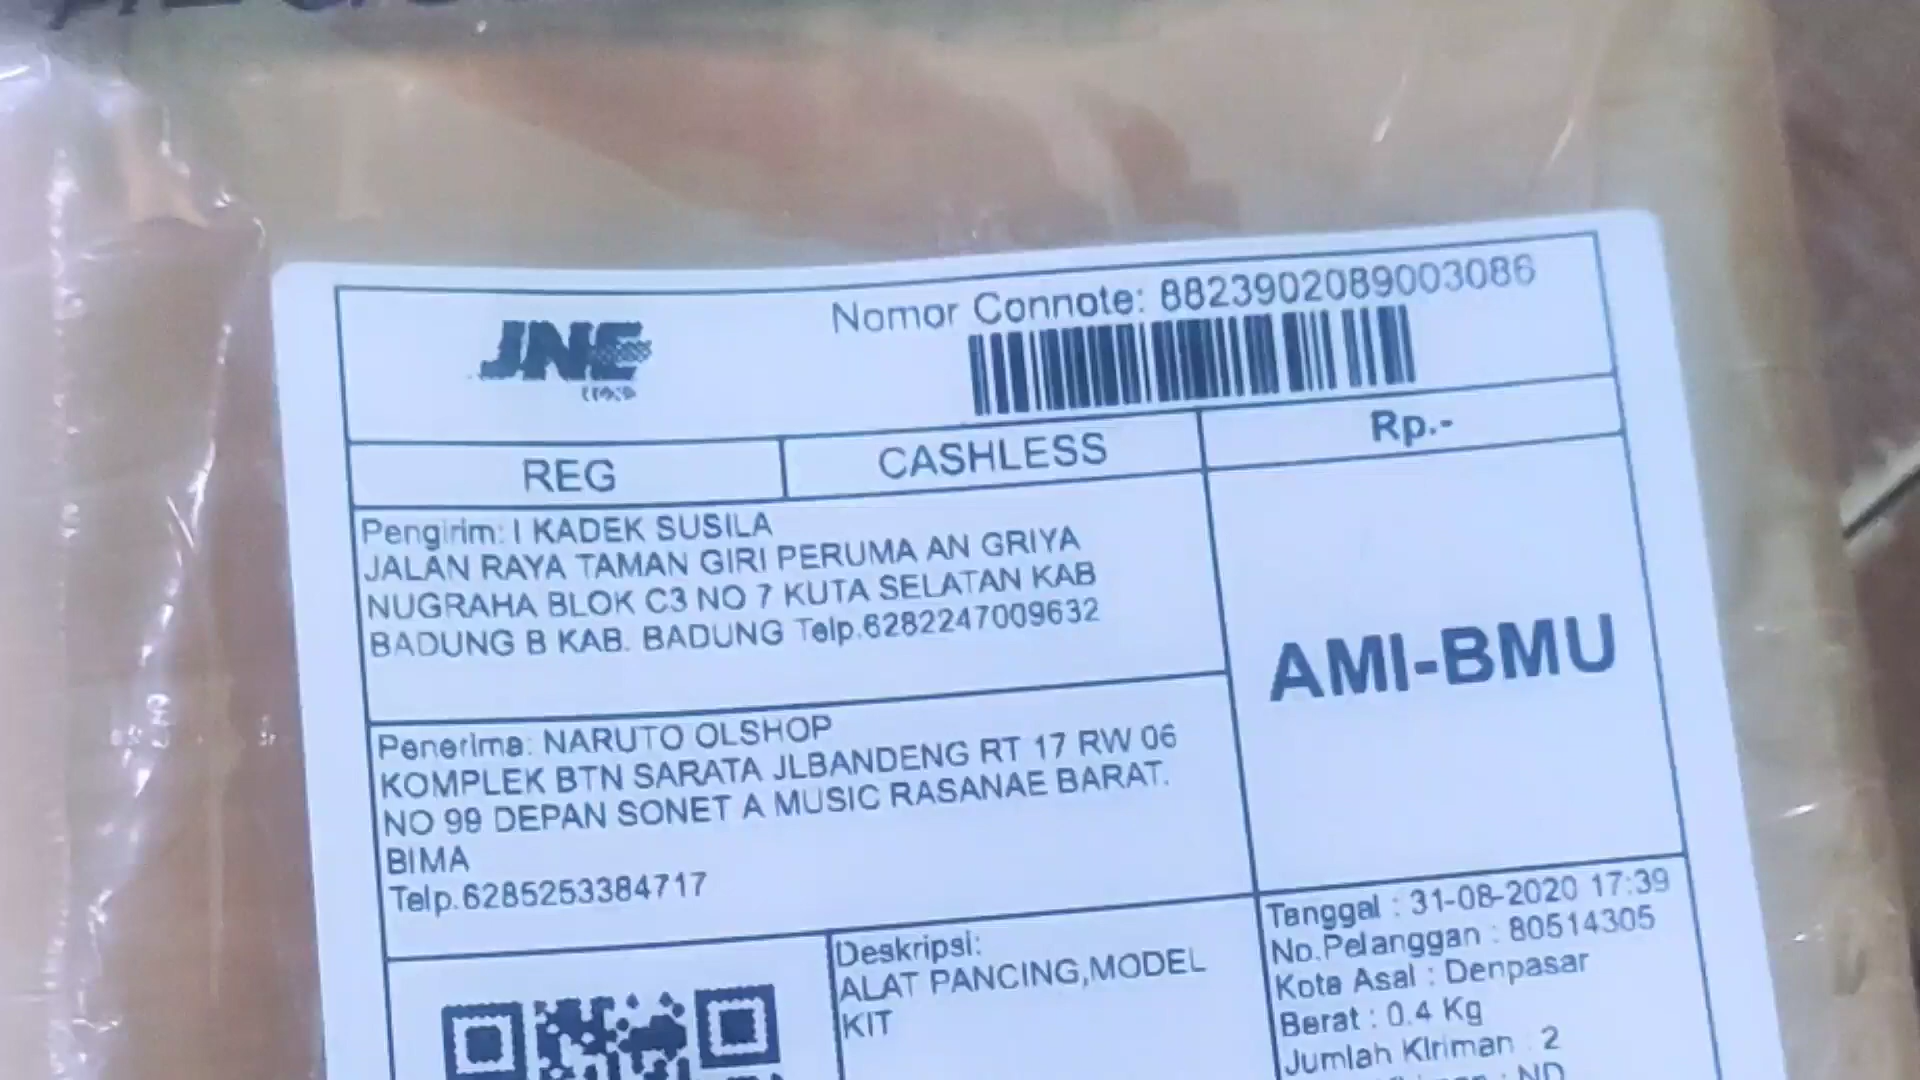 JNE
Nomor Connote: 8823902089003086
REG
CASHLESS
Rp.-
Pengirim: I KADEK SUSILA
JALAN RAYA TAMAN GIRI PERUMA AN GRIYA
NUGRAHA BLOK C3 NO 7 KUTA SELATAN KAB
BADUNG B KAB. BADUNG Telp.6282247009632
AMI-BMU
Penerima: NARUTO OLSHOP
KOMPLEK BTN SARATA JLBANDENG RT 17 RW 06
NO 99 DEPAN SONET A MUSIC RASANAE BARAT.
BIMA
Telp.6285253384717
Deskripsi:
ALAT PANCING,MODEL
KIT
Tanggal : 31-08-2020 17:39
No.Pelanggan : 80514305
Kota Asal : Denpasar
Berat : 0.4 Kg
Jumlah Kiriman : 2
: ND